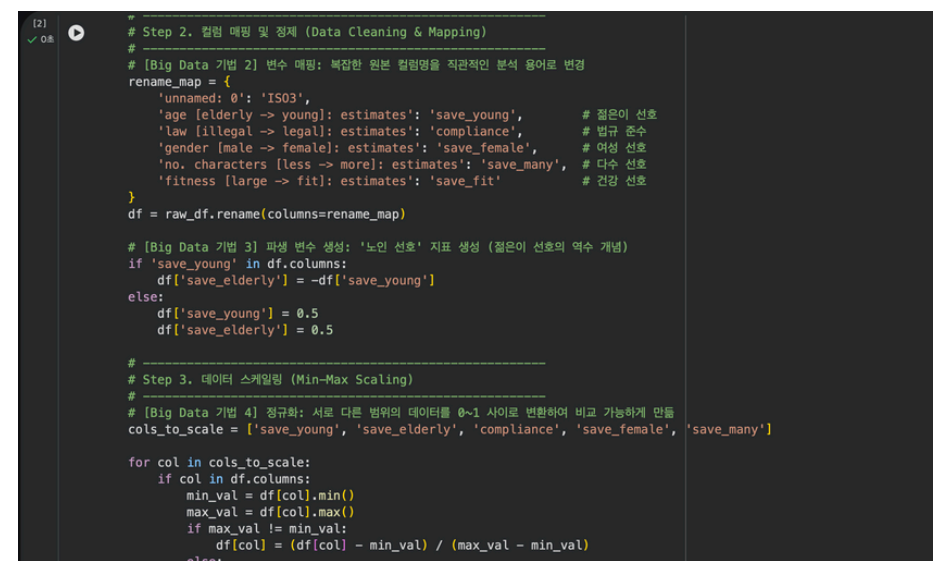 [2]
0초
# ------------------------------------------------------
# Step 2. 컬럼 매핑 및 정제 (Data Cleaning & Mapping)
# ------------------------------------------------------
# [Big Data 기법 2] 변수 매핑: 복잡한 원본 컬럼명을 직관적인 분석 용어로 변경
rename_map = {
    'unnamed: 0': 'ISO3',
    'age [elderly -> young]: estimates': 'save_young',        # 젊은이 선호
    'law [illegal -> legal]: estimates': 'compliance',        # 법규 준수
    'gender [male -> female]: estimates': 'save_female',      # 여성 선호
    'no. characters [less -> more]: estimates': 'save_many',  # 다수 선호
    'fitness [large -> fit]: estimates': 'save_fit'           # 건강 선호
}
df = raw_df.rename(columns=rename_map)
# [Big Data 기법 3] 파생 변수 생성: '노인 선호' 지표 생성 (젊은이 선호의 역수 개념)
if 'save_young' in df.columns:
    df['save_elderly'] = -df['save_young']
else:
    df['save_young'] = 0.5
    df['save_elderly'] = 0.5
# ------------------------------------------------------
# Step 3. 데이터 스케일링 (Min-Max Scaling)
# ------------------------------------------------------
# [Big Data 기법 4] 정규화: 서로 다른 범위의 데이터를 0~1 사이로 변환하여 비교 가능하게 만듦
cols_to_scale = ['save_young', 'save_elderly', 'compliance', 'save_female', 'save_many']
for col in cols_to_scale:
    if col in df.columns:
        min_val = df[col].min()
        max_val = df[col].max()
        if max_val != min_val:
            df[col] = (df[col] - min_val) / (max_val - min_val)
        else: